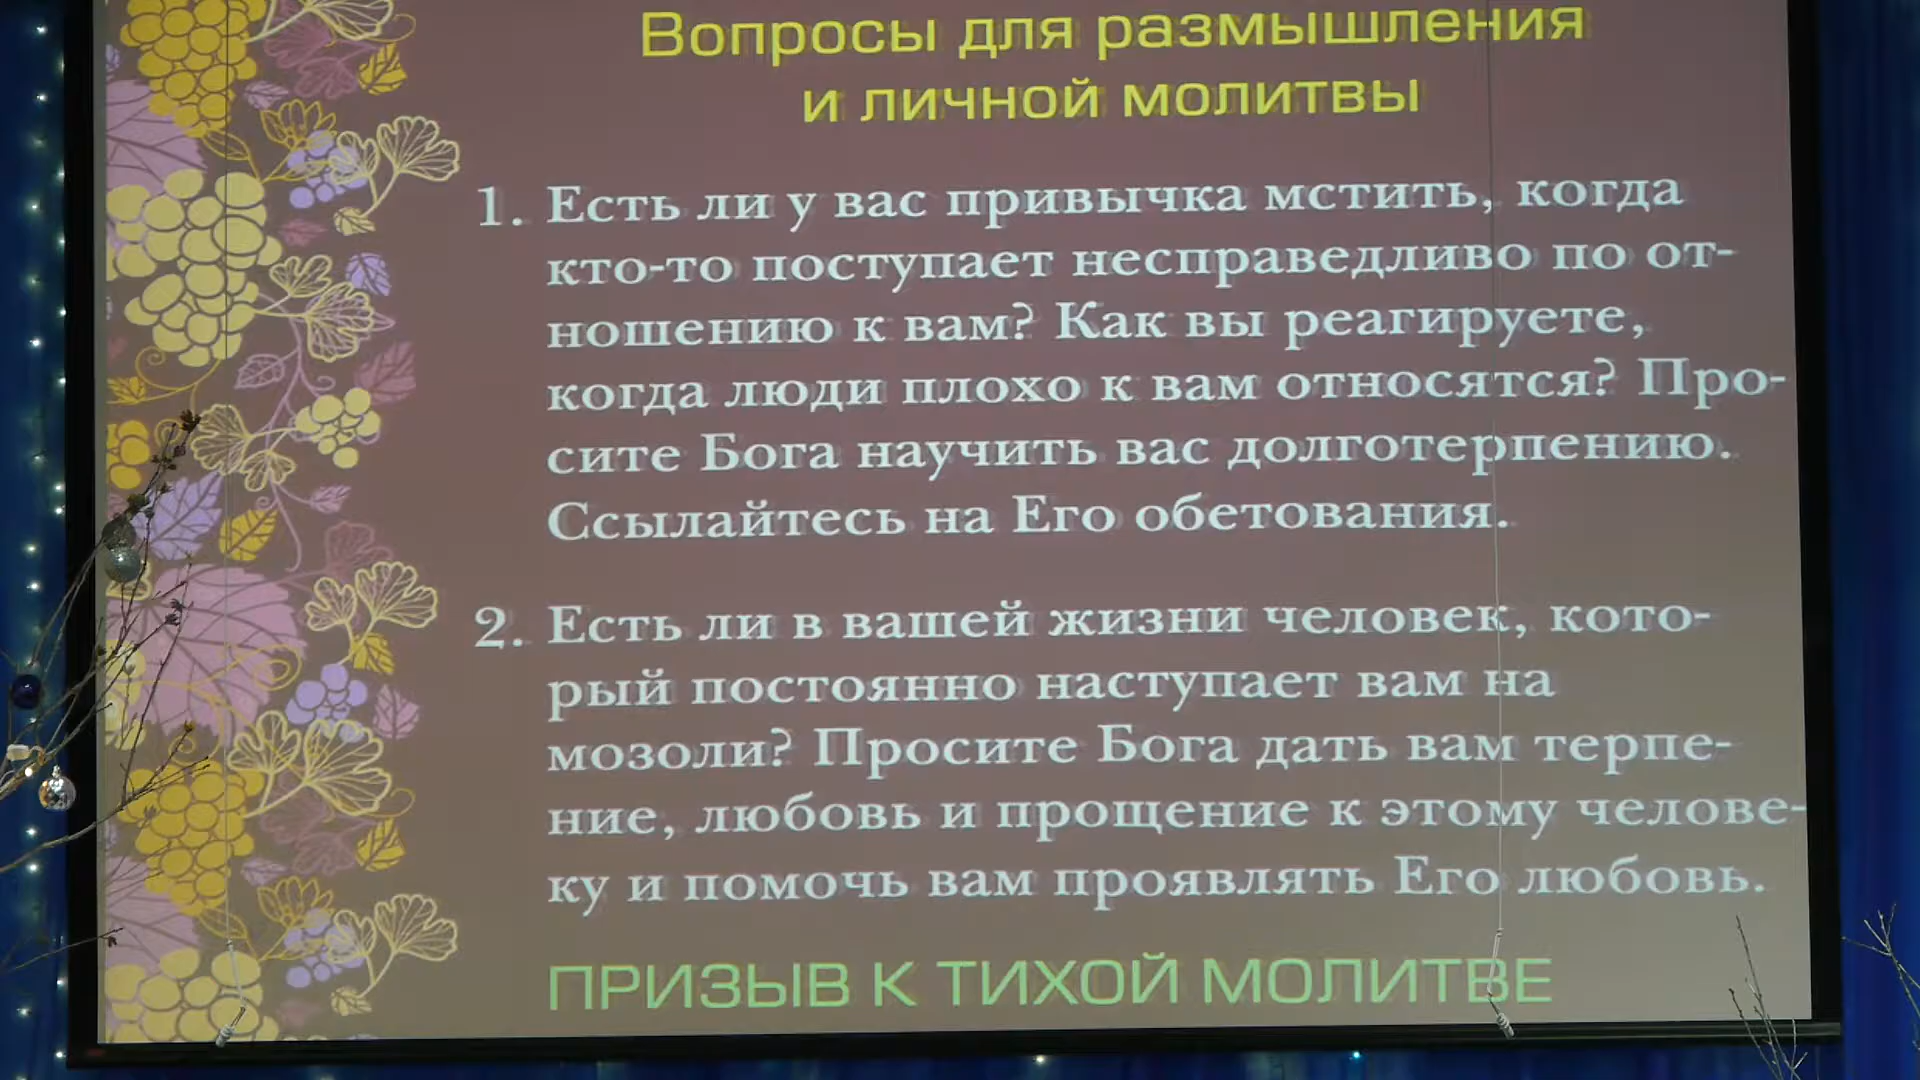 Вопросы для размышления
и личной молитвы
1. Есть ли у вас привычка мстить, когда
кто-то поступает несправедливо по от-
ношению к вам? Как вы реагируете,
когда люди плохо к вам относятся? Про-
сите Бога научить вас долготерпению.
Ссылайтесь на Его обетования.
2. Есть ли в вашей жизни человек, кото-
рый постоянно наступает вам на
мозоли? Просите Бога дать вам терпе-
ние, любовь и прощение к этому челове-
ку и помочь вам проявлять Его любовь.
ПРИЗЫВ К ТИХОЙ МОЛИТВЕ